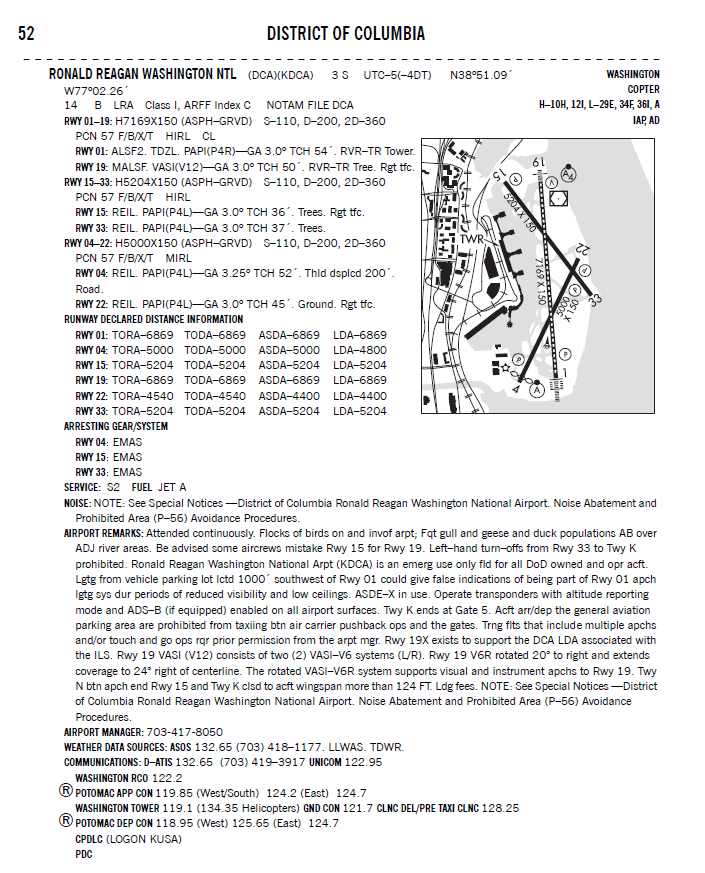 52
DISTRICT OF COLUMBIA
RONALD REAGAN WASHINGTON NTL (DCA)(KDCA) 3 S UTC–5(–4DT) N38°51.09´ WASHINGTON
W77°02.26´ COPTER
14 B LRA Class I, ARFF Index C NOTAM FILE DCA H–10H, 12I, L–29E, 34F, 36I, A
RWY 01–19: H7169X150 (ASPH–GRVD) S–110, D–200, 2D–360 IAP, AD
PCN 57 F/B/X/T HIRL CL
RWY 01: ALSF2. TDZL. PAPI(P4R)—GA 3.0° TCH 54´. RVR–TR Tower.
RWY 19: MALSF. VASI(V12)—GA 3.0° TCH 50´. RVR–TR Tree. Rgt tfc.
RWY 15–33: H5204X150 (ASPH–GRVD) S–110, D–200, 2D–360
PCN 57 F/B/X/T HIRL
RWY 15: REIL. PAPI(P4L)—GA 3.0° TCH 36´. Trees. Rgt tfc.
RWY 33: REIL. PAPI(P4L)—GA 3.0° TCH 37´. Trees.
RWY 04–22: H5000X150 (ASPH–GRVD) S–110, D–200, 2D–360
PCN 57 F/B/X/T MIRL
RWY 04: REIL. PAPI(P4L)—GA 3.25° TCH 52´. Thld dsplcd 200´.
Road.
RWY 22: REIL. PAPI(P4L)—GA 3.0° TCH 45´. Ground. Rgt tfc.
RUNWAY DECLARED DISTANCE INFORMATION
RWY 01: TORA–6869 TODA–6869 ASDA–6869 LDA–6869
RWY 04: TORA–5000 TODA–5000 ASDA–5000 LDA–4800
RWY 15: TORA–5204 TODA–5204 ASDA–5204 LDA–5204
RWY 19: TORA–6869 TODA–6869 ASDA–6869 LDA–6869
RWY 22: TORA–4540 TODA–4540 ASDA–4400 LDA–4400
RWY 33: TORA–5204 TODA–5204 ASDA–5204 LDA–5204
ARRESTING GEAR/SYSTEM
RWY 04: EMAS
RWY 15: EMAS
RWY 33: EMAS
SERVICE: S2 FUEL JET A
15
P
19
V
A4
5204 X 150
TWR
7169 X 150
22
P
P
33
5000
X 150
P
P
4
A
1
NOISE: NOTE: See Special Notices —District of Columbia Ronald Reagan Washington National Airport. Noise Abatement and
Prohibited Area (P–56) Avoidance Procedures.
AIRPORT REMARKS: Attended continuously. Flocks of birds on and invof arpt; Fqt gull and geese and duck populations AB over
ADJ river areas. Be advised some aircrews mistake Rwy 15 for Rwy 19. Left–hand turn–offs from Rwy 33 to Twy K
prohibited. Ronald Reagan Washington National Arpt (KDCA) is an emerg use only fld for all DoD owned and opr acft.
Lgtg from vehicle parking lot lctd 1000´ southwest of Rwy 01 could give false indications of being part of Rwy 01 apch
lgtg sys dur periods of reduced visibility and low ceilings. ASDE–X in use. Operate transponders with altitude reporting
mode and ADS–B (if equipped) enabled on all airport surfaces. Twy K ends at Gate 5. Acft arr/dep the general aviation
parking area are prohibited from taxiing btn air carrier pushback ops and the gates. Trng flts that include multiple apchs
and/or touch and go ops rqr prior permission from the arpt mgr. Rwy 19X exists to support the DCA LDA associated with
the ILS. Rwy 19 VASI (V12) consists of two (2) VASI–V6 systems (L/R). Rwy 19 V6R rotated 20° to right and extends
coverage to 24° right of centerline. The rotated VASI–V6R system supports visual and instrument apchs to Rwy 19. Twy
N btn apch end Rwy 15 and Twy K clsd to acft wingspan more than 124 FT. Ldg fees. NOTE: See Special Notices —District
of Columbia Ronald Reagan Washington National Airport. Noise Abatement and Prohibited Area (P–56) Avoidance
Procedures.
AIRPORT MANAGER: 703-417-8050
WEATHER DATA SOURCES: ASOS 132.65 (703) 418–1177. LLWAS. TDWR.
COMMUNICATIONS: D–ATIS 132.65 (703) 419–3917 UNICOM 122.95
WASHINGTON RCO 122.2
Ⓡ POTOMAC APP CON 119.85 (West/South) 124.2 (East) 124.7
WASHINGTON TOWER 119.1 (134.35 Helicopters) GND CON 121.7 CLNC DEL/PRE TAXI CLNC 128.25
Ⓡ POTOMAC DEP CON 118.95 (West) 125.65 (East) 124.7
CPDLC (LOGON KUSA)
PDC